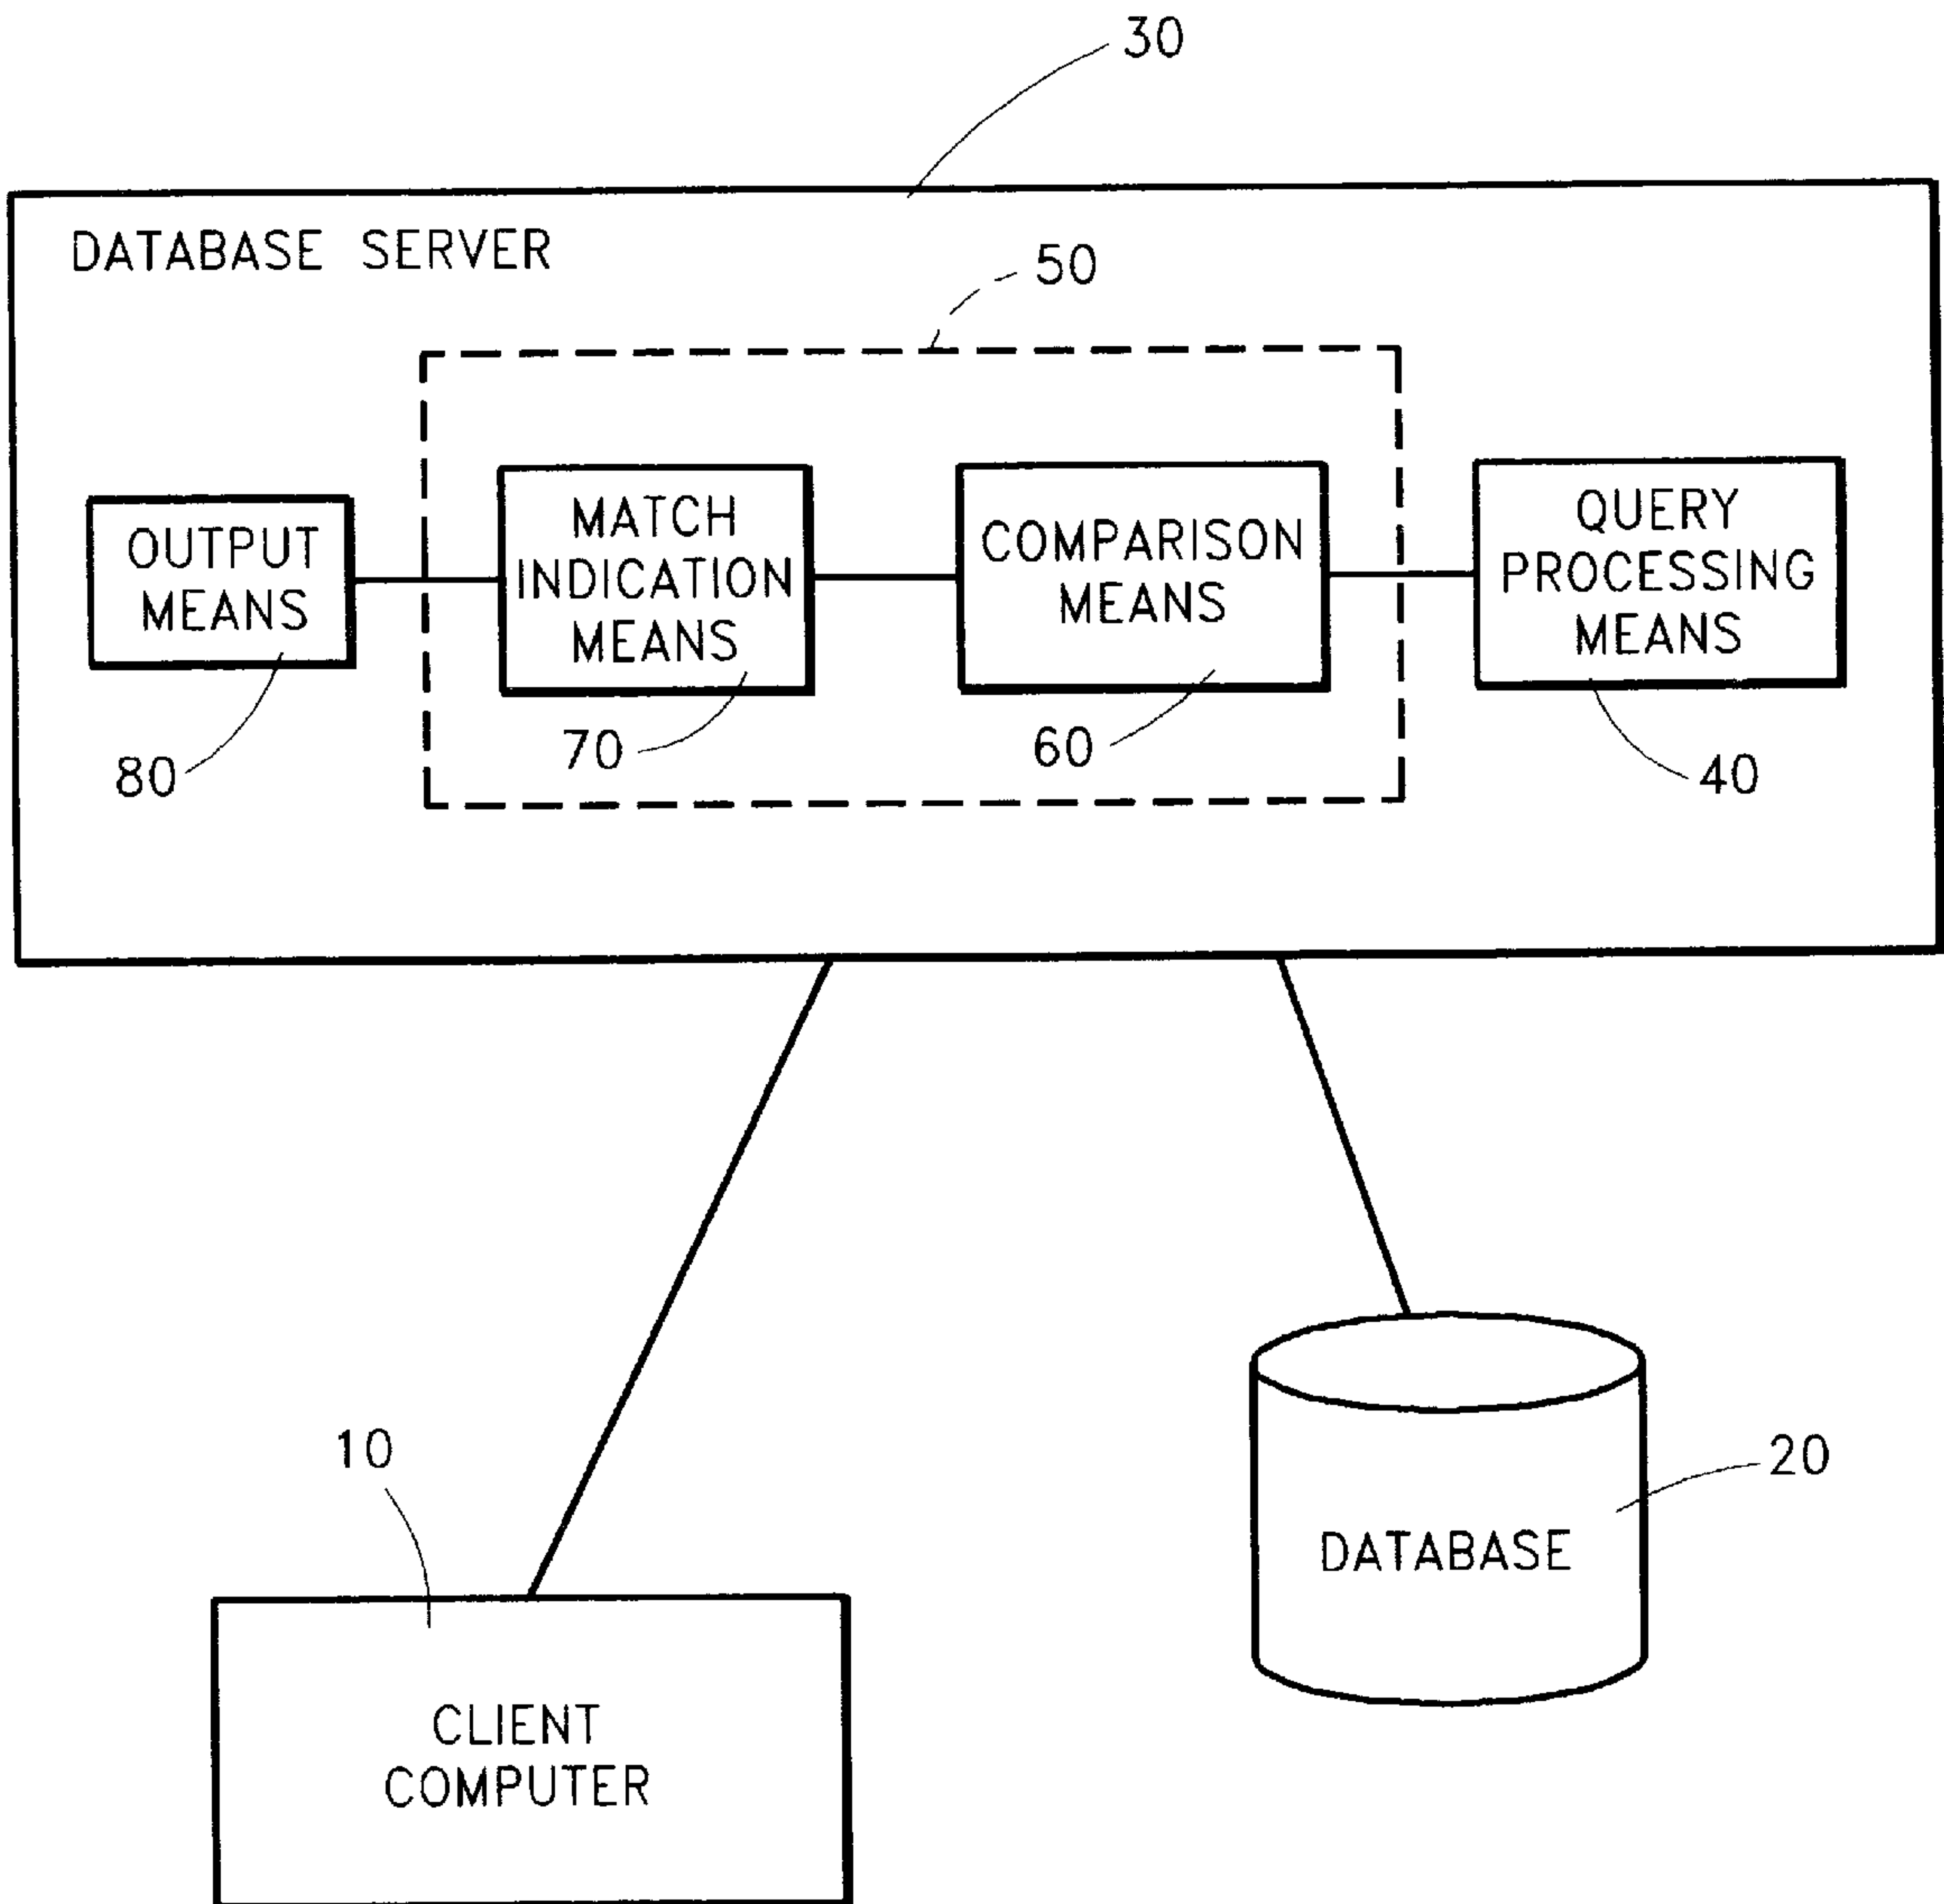 30
DATABASE SERVER
50
OUTPUT
MEANS
MATCH
INDICATION
MEANS
COMPARISON
MEANS
QUERY
PROCESSING
MEANS
80
70
60
40
10
20
DATABASE
CLIENT
COMPUTER